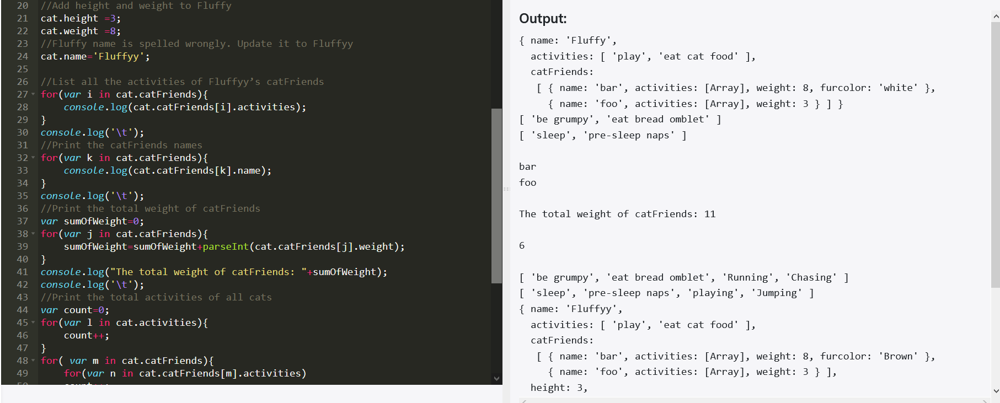 20 //Add height and weight to Fluffy
21 cat.height =3;
22 cat.weight =8;
23 //Fluffy name is spelled wrongly. Update it to Fluffyy
24 cat.name='Fluffyy';
25
26 //List all the activities of Fluffyy’s catFriends
27 for(var i in cat.catFriends){
28     console.log(cat.catFriends[i].activities);
29 }
30 console.log('\t');
31 //Print the catFriends names
32 for(var k in cat.catFriends){
33     console.log(cat.catFriends[k].name);
34 }
35 console.log('\t');
36 //Print the total weight of catFriends
37 var sumOfWeight=0;
38 for(var j in cat.catFriends){
39     sumOfWeight=sumOfWeight+parseInt(cat.catFriends[j].weight);
40 }
41 console.log("The total weight of catFriends: "+sumOfWeight);
42 console.log('\t');
43 //Print the total activities of all cats
44 var count=0;
45 for(var l in cat.activities){
46     count++;
47 }
48 for( var m in cat.catFriends){
49     for(var n in cat.catFriends[m].activities)
Output:
{ name: 'Fluffy',
  activities: [ 'play', 'eat cat food' ],
  catFriends:
   [ { name: 'bar', activities: [Array], weight: 8, furcolor: 'white' },
     { name: 'foo', activities: [Array], weight: 3 } ] }
[ 'be grumpy', 'eat bread omblet' ]
[ 'sleep', 'pre-sleep naps' ]
bar
foo
The total weight of catFriends: 11
6
[ 'be grumpy', 'eat bread omblet', 'Running', 'Chasing' ]
[ 'sleep', 'pre-sleep naps', 'playing', 'Jumping' ]
{ name: 'Fluffyy',
  activities: [ 'play', 'eat cat food' ],
  catFriends:
   [ { name: 'bar', activities: [Array], weight: 8, furcolor: 'Brown' },
     { name: 'foo', activities: [Array], weight: 3 } ],
  height: 3,